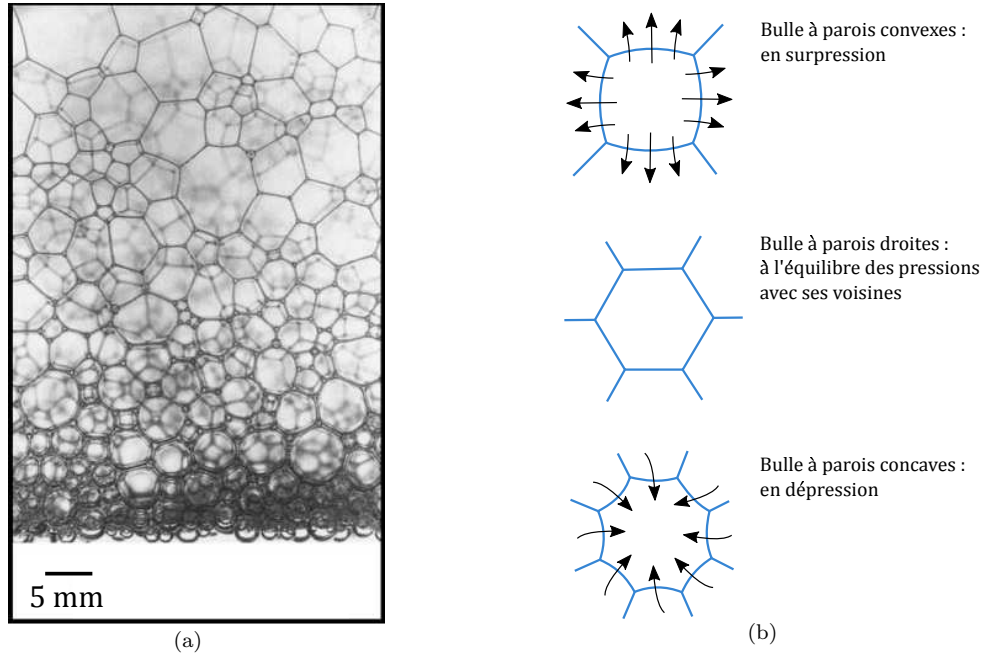 5 mm
(a)
Bulle à parois convexes :
en surpression
Bulle à parois droites :
à l'équilibre des pressions
avec ses voisines
Bulle à parois concaves :
en dépression
(b)